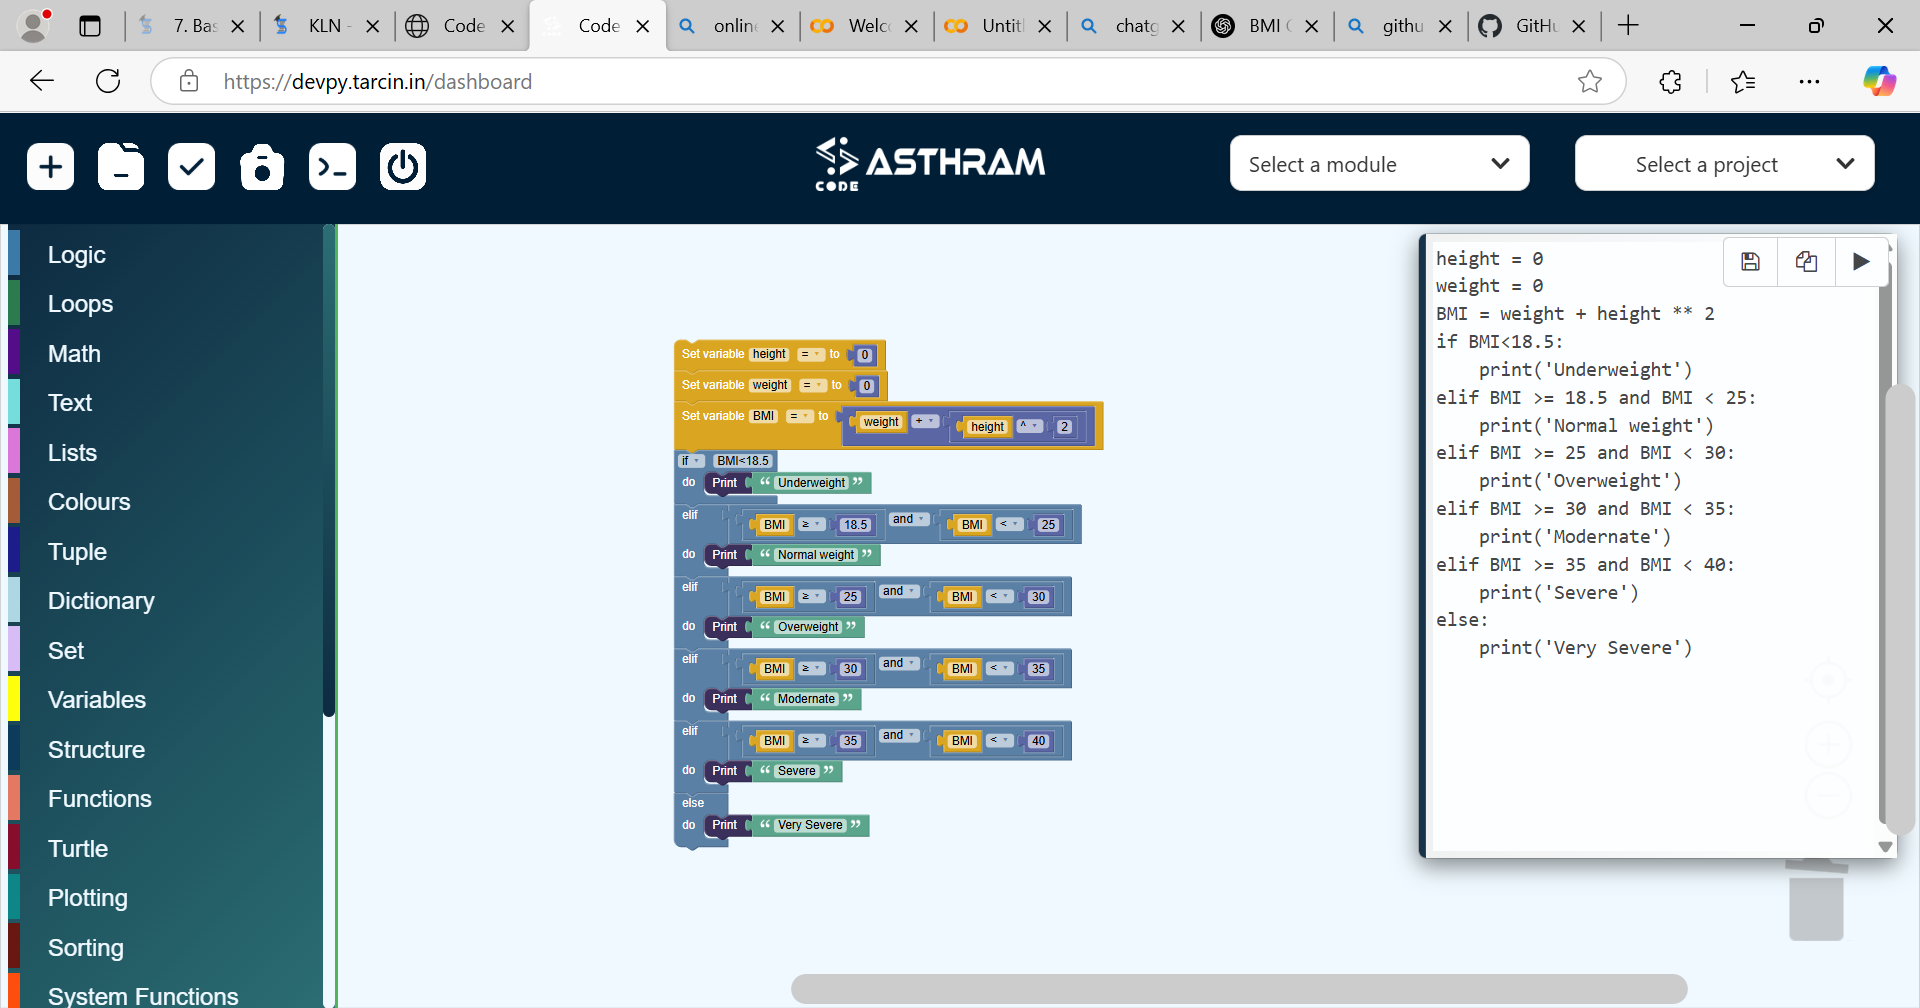 7. Bas
KLN -
Code
Code
online
Welco
Untitl
chatg
BMI C
githu
GitHu
https://devpy.tarcin.in/dashboard
ASTHRAM
CODE
Select a module
Select a project
Logic
Loops
Math
Text
Lists
Colours
Tuple
Dictionary
Set
Variables
Structure
Functions
Turtle
Plotting
Sorting
System Functions
Set variable height = to 0
Set variable weight = to 0
Set variable BMI = to weight + height ^ 2
if BMI<18.5
do Print “ Underweight ”
elif BMI ≥ 18.5 and BMI < 25
do Print “ Normal weight ”
elif BMI ≥ 25 and BMI < 30
do Print “ Overweight ”
elif BMI ≥ 30 and BMI < 35
do Print “ Modernate ”
elif BMI ≥ 35 and BMI < 40
do Print “ Severe ”
else
do Print “ Very Severe ”
height = 0
weight = 0
BMI = weight + height ** 2
if BMI<18.5:
    print('Underweight')
elif BMI >= 18.5 and BMI < 25:
    print('Normal weight')
elif BMI >= 25 and BMI < 30:
    print('Overweight')
elif BMI >= 30 and BMI < 35:
    print('Modernate')
elif BMI >= 35 and BMI < 40:
    print('Severe')
else:
    print('Very Severe')